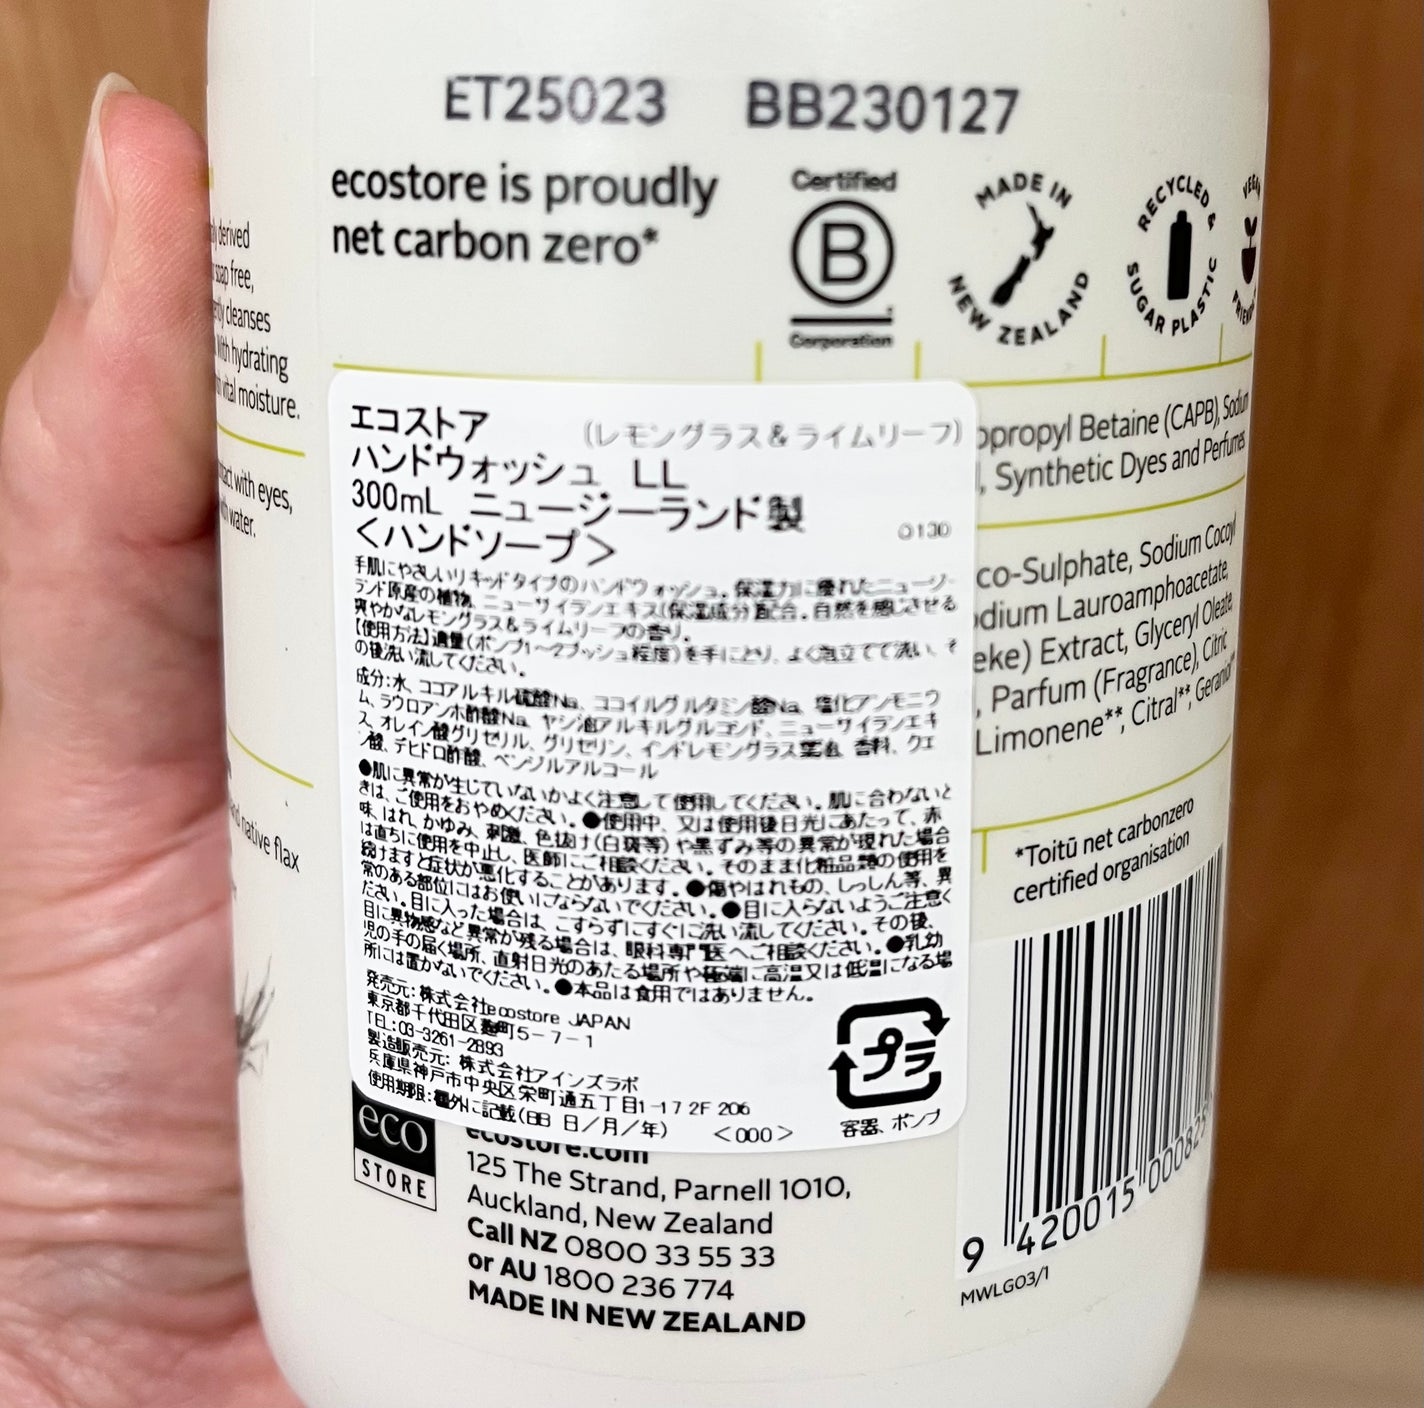 ET25023 BB230127
ecostore is proudly
net carbon zero*
Certified
B
Corporation
MADE IN
NEW ZEALAND
RECYCLED &
SUGAR PLASTIC
VEGAN
derived
soap free,
cleanses
With hydrating
vital moisture.
with eyes,
water.
native flax
エコストア (レモングラス&ライムリーフ)
ハンドウォッシュ LL
300mL ニュージーランド製
<ハンドソープ> 0130
手肌にやさしいリキッドタイプのハンドウォッシュ。保湿力に優れたニュージー
ランド原産の植物、ニューサイランエキス(保湿成分)配合。自然を感じさせる
爽やかなレモングラス&ライムリーフの香り。
【使用方法】適量(ポンプ1~2プッシュ程度)を手にとり、よく泡立てて洗い、そ
の後洗い流してください。
成分:水、ココアルキル硫酸Na、ココイルグルタミン酸Na、塩化アンモニウ
ム、ラウロアンホ酢酸Na、ヤシ油アルキルグルコシド、ニューサイランエキ
ス、オレイン酸グリセリル、グリセリン、インドレモングラス葉油、香料、クエ
ン酸、デヒドロ酢酸、ベンジルアルコール
●肌に異常が生じていないかよく注意して使用してください。肌に合わないと
きは、ご使用をおやめください。●使用中、又は使用後日光にあたって、赤
味、はれ、かゆみ、刺激、色抜け(白斑等)や黒ずみ等の異常が現れた場合
は直ちに使用を中止し、医師にご相談ください。そのまま化粧品類の使用を
続けますと症状が悪化することがあります。●傷やはれもの、しっしん等、異
常のある部位にはお使いにならないでください。●目に入らないようご注意く
ださい。目に入った場合は、こすらずにすぐに洗い流してください。その後、
目に異物感など異常が残る場合は、眼科専門医へご相談ください。●乳幼
児の手の届く場所、直射日光のあたる場所や極端に高温又は低温になる場
所には置かないでください。●本品は食用ではありません。
発売元:株式会社ecostore JAPAN
東京都千代田区麹町5-7-1
TEL:03-3261-2893
製造販売元:株式会社アインズラボ
兵庫県神戸市中央区栄町通五丁目1-17 2F 206
使用期限:欄外に記載(BB 日/月/年) <000>
プラ
容器、ポンプ
opropyl Betaine (CAPB), Sodium
Synthetic Dyes and Perfumes
co-Sulphate, Sodium Cocoyl
Lauroamphoacetate,
Extract, Glyceryl Oleate,
Parfum (Fragrance), Citric
Limonene**, Citral**,
*Toitū net carbonzero
certified organisation
eco
STORE
ecostore.com
125 The Strand, Parnell 1010,
Auckland, New Zealand
Call NZ 0800 33 55 33
or AU 1800 236 774
MADE IN NEW ZEALAND
9 420015
MWLG03/1